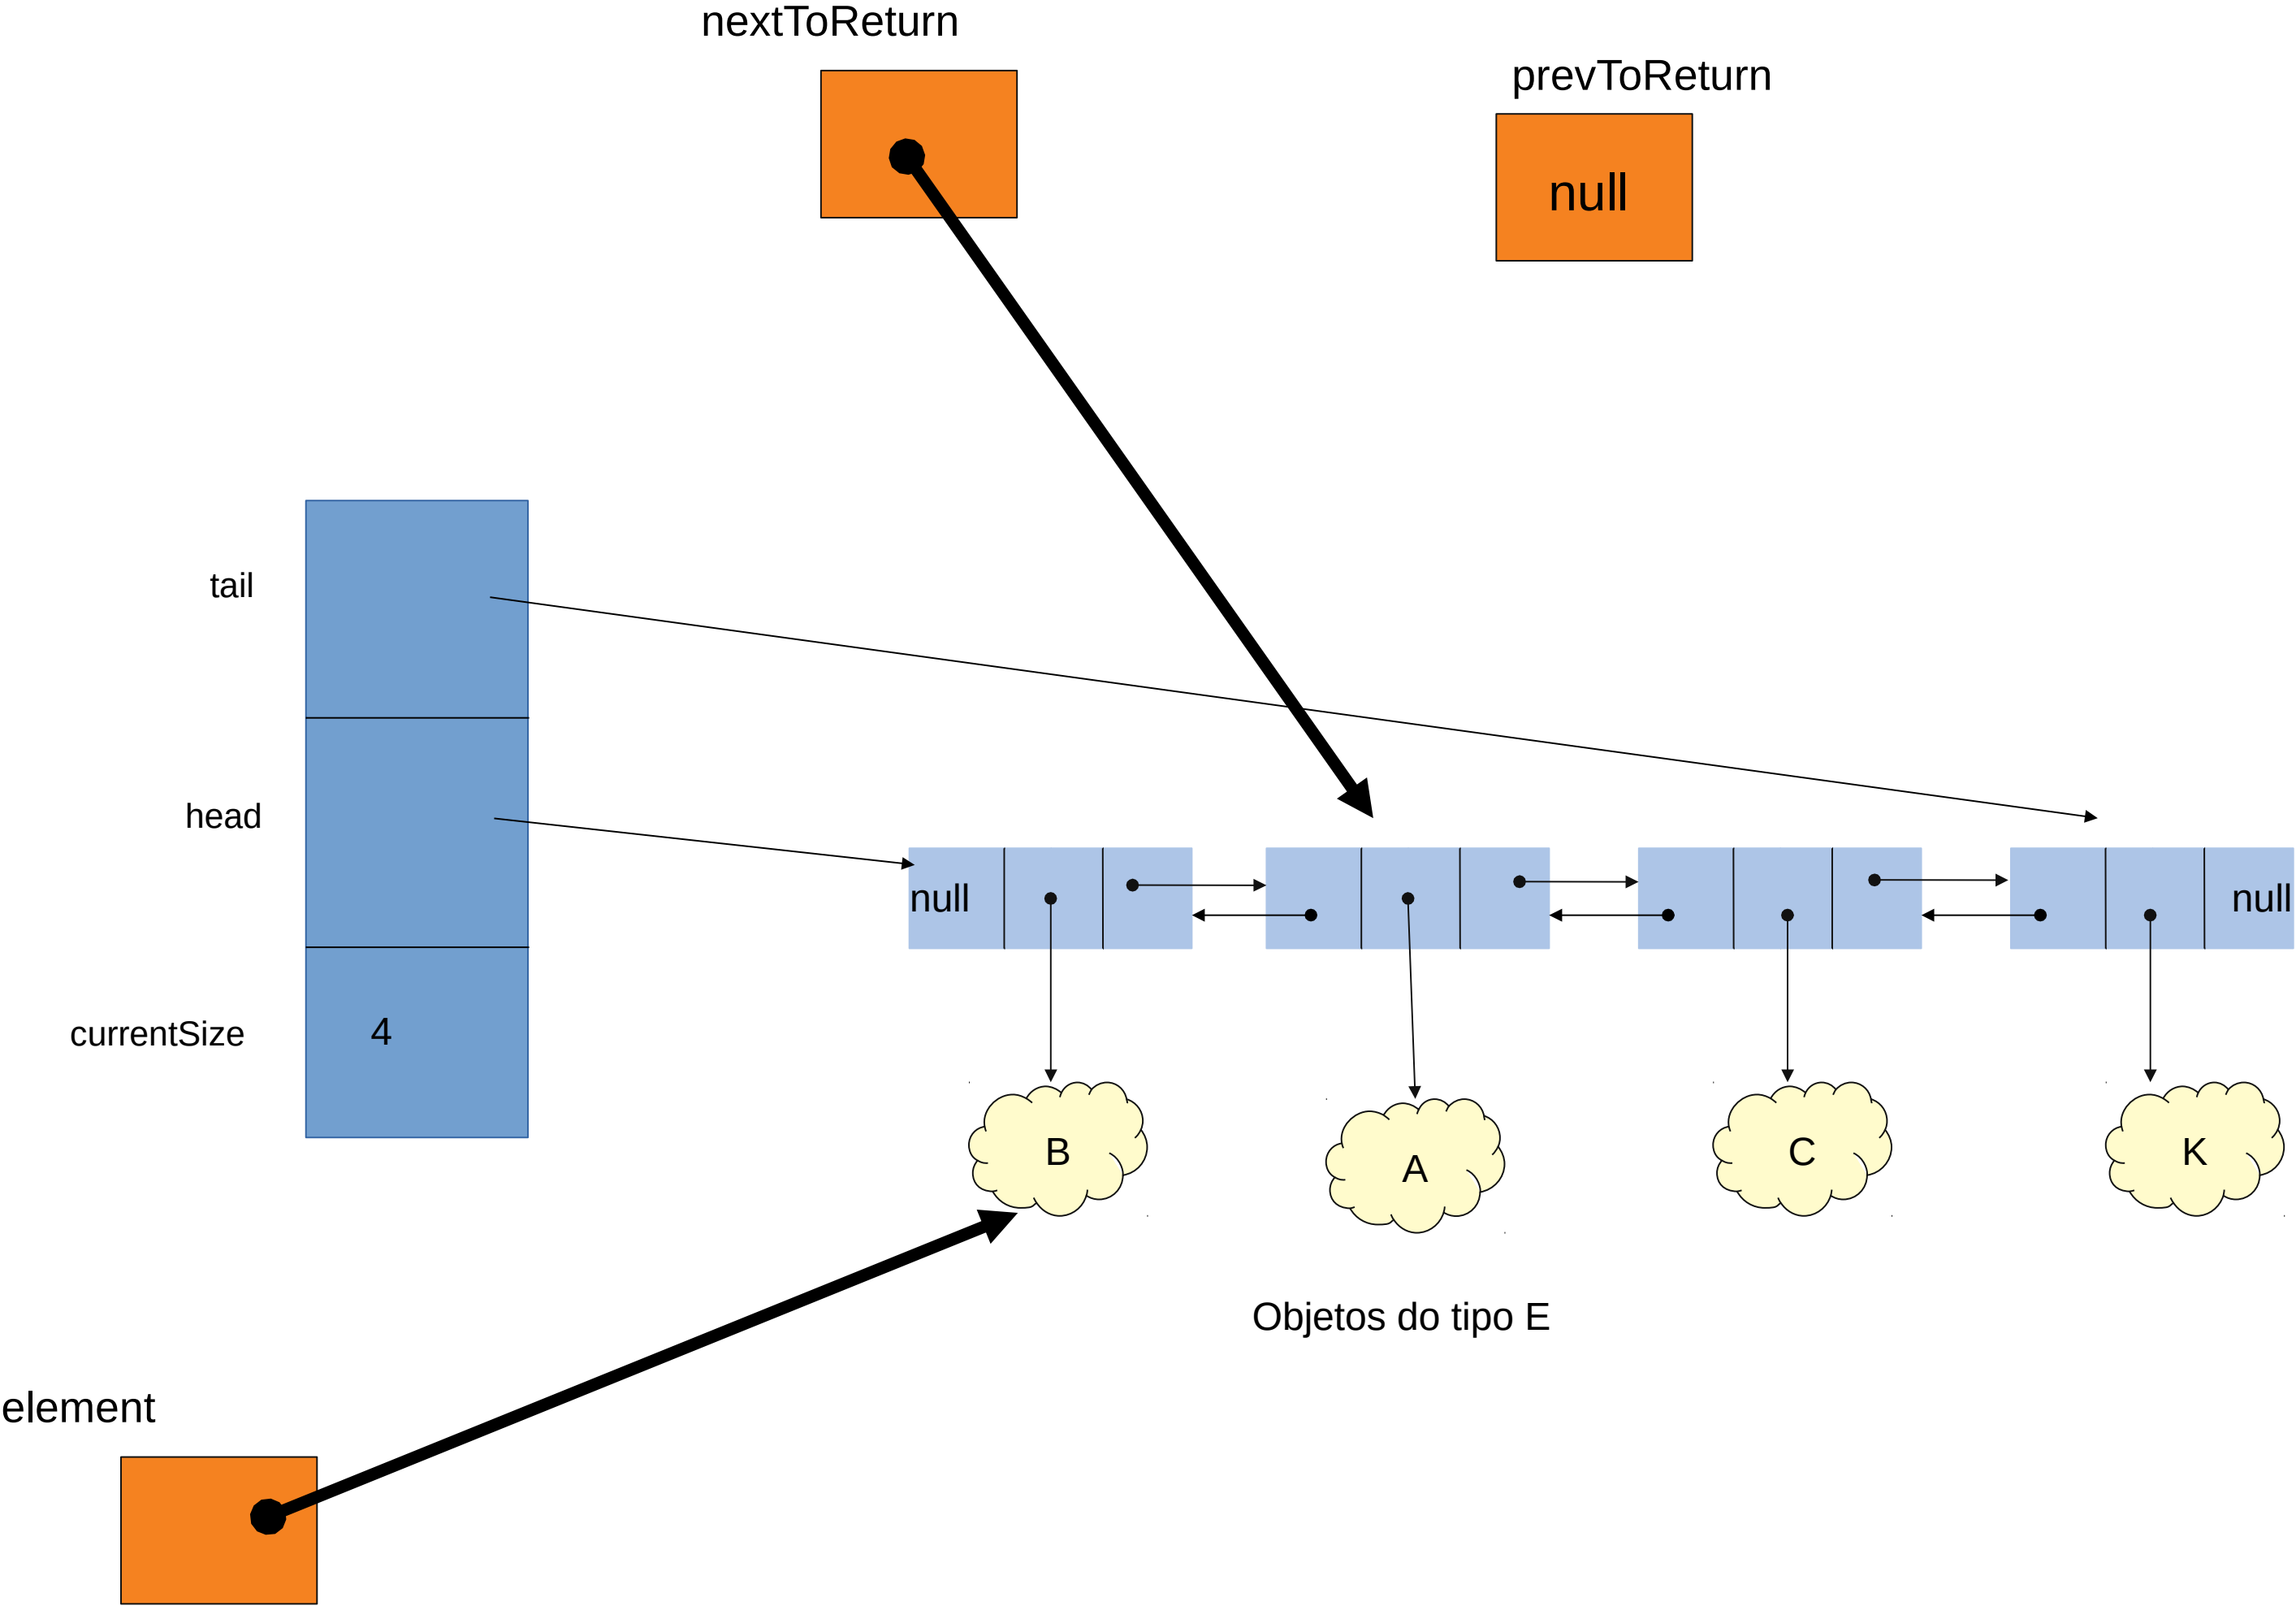 nextToReturn
prevToReturn
null
tail
head
null
null
currentSize
4
B
A
C
K
Objetos do tipo E
element